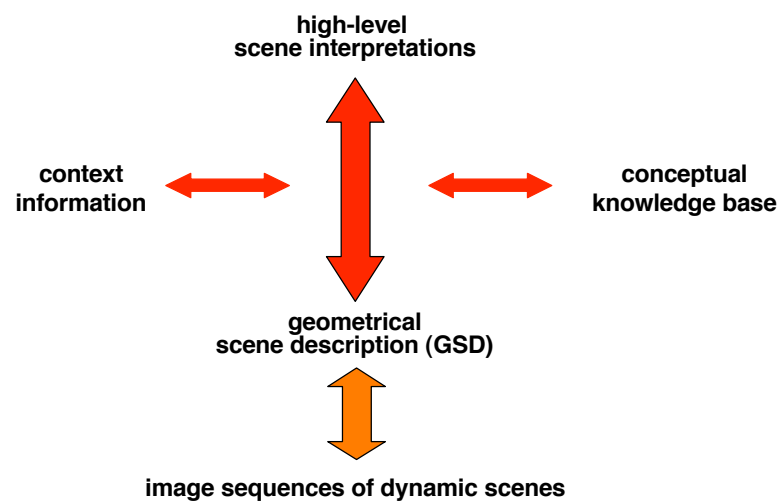 high-level
scene interpretations
context
information
conceptual
knowledge base
geometrical
scene description (GSD)
image sequences of dynamic scenes